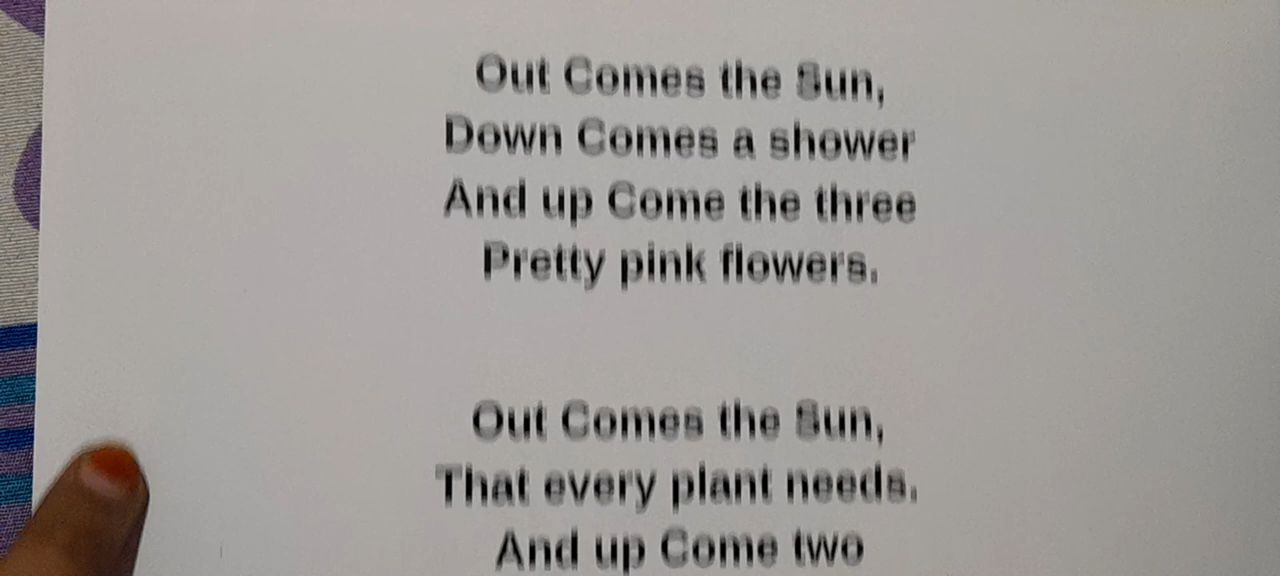 Out Comes the Sun,
Down Comes a shower
And up Come the three
Pretty pink flowers.
Out Comes the Sun,
That every plant needs.
And up Come two